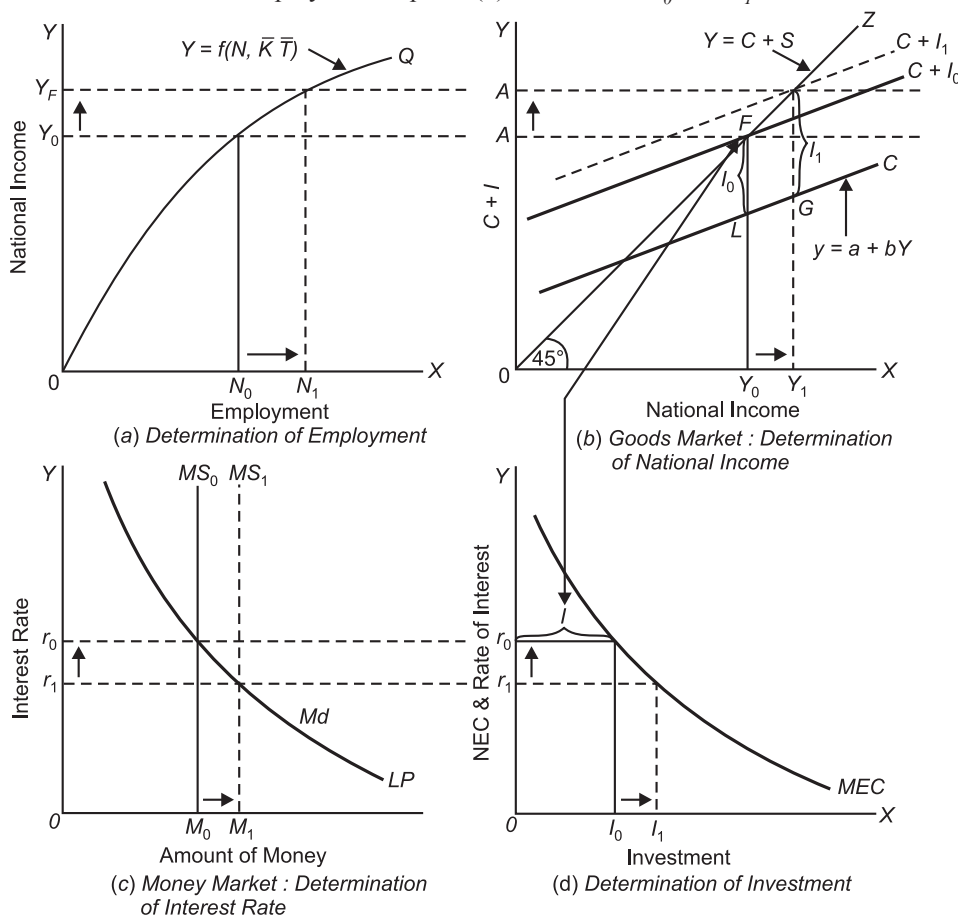 Y
Y = f(N, K̅ T̅)
Q
Y_F
Y_0
National Income
0
N_0
N_1
X
Employment
(a) Determination of Employment
Y
Z
Y = C + S
C + I_1
C + I_0
A
A
F
I_0
I_1
C
L
G
y = a + bY
C + I
45°
0
Y_0
Y_1
X
National Income
(b) Goods Market : Determination
of National Income
Y
MS_0
MS_1
Interest Rate
r_0
r_1
Md
LP
0
M_0
M_1
Amount of Money
(c) Money Market : Determination
of Interest Rate
Y
NEC & Rate of Interest
I
r_0
r_1
MEC
0
I_0
I_1
X
Investment
(d) Determination of Investment